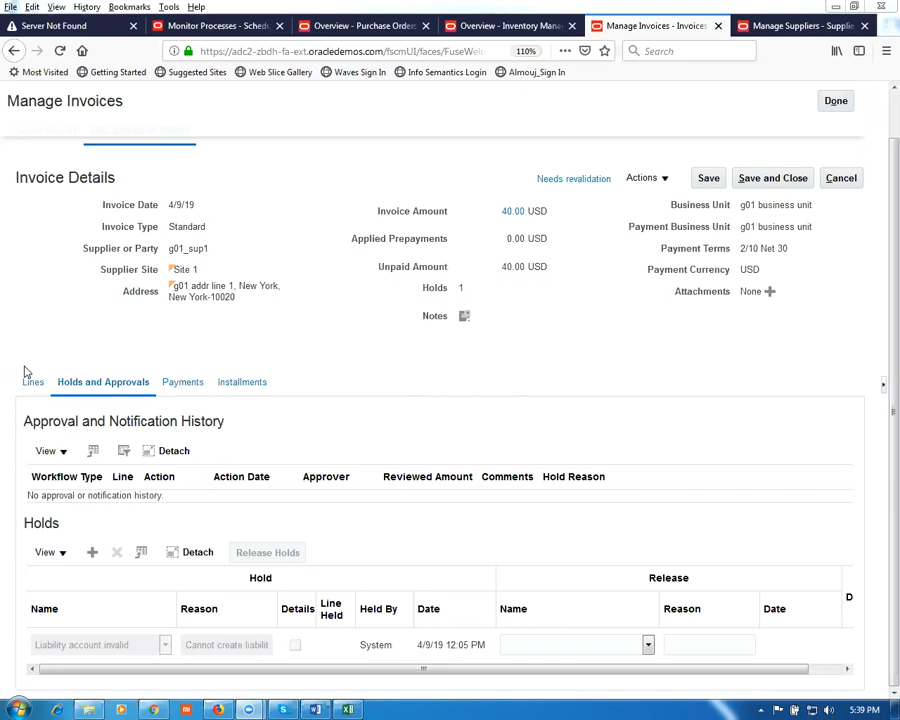 File Edit View History Bookmarks Tools Help
Server Not Found Monitor Processes - Sched Overview - Purchase Orders Overview - Inventory Mana Manage Invoices - Invoices Manage Suppliers - Supplie
https://adc2-zbdh-fa-ext.oracledemos.com/fscmUI/faces/FuseWelc 110% Search
Most Visited Getting Started Suggested Sites Web Slice Gallery Waves Sign In Info Semantics Login Almouj_Sign In
Manage Invoices Done
Invoice Details Needs revalidation Actions Save Save and Close Cancel
Invoice Date 4/9/19 Invoice Amount 40.00 USD Business Unit g01 business unit
Invoice Type Standard Applied Prepayments 0.00 USD Payment Business Unit g01 business unit
Supplier or Party g01_sup1 Unpaid Amount 40.00 USD Payment Terms 2/10 Net 30
Supplier Site Site 1 Holds 1 Payment Currency USD
Address g01 addr line 1, New York, Attachments None
New York-10020
Notes
Lines Holds and Approvals Payments Installments
Approval and Notification History
View Detach
Workflow Type Line Action Action Date Approver Reviewed Amount Comments Hold Reason
No approval or notification history.
Holds
View Detach Release Holds
Hold Release
Name Reason Details Line Held Held By Date Name Reason Date D
Liability account invalid Cannot create liabilit System 4/9/19 12:05 PM
5:39 PM